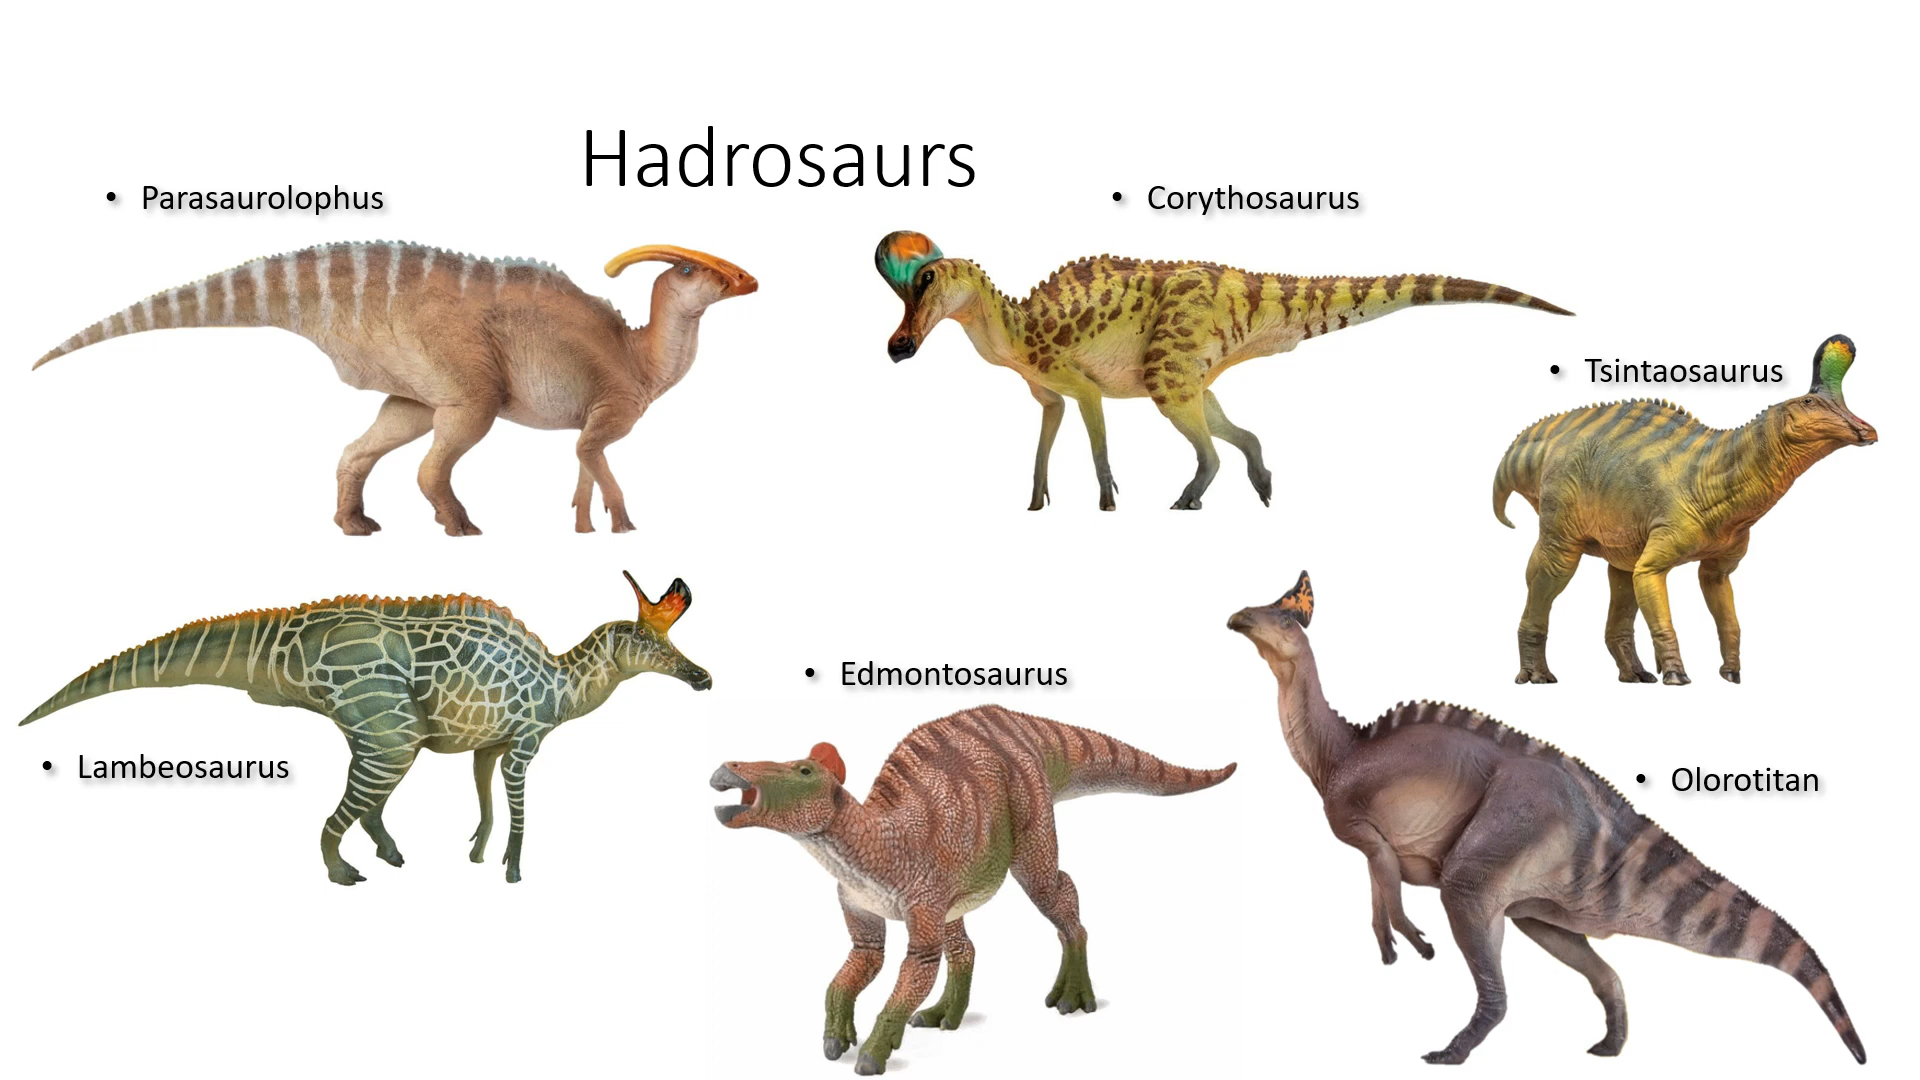 Hadrosaurs
• Parasaurolophus
• Corythosaurus
• Tsintaosaurus
• Edmontosaurus
• Lambeosaurus
• Olorotitan